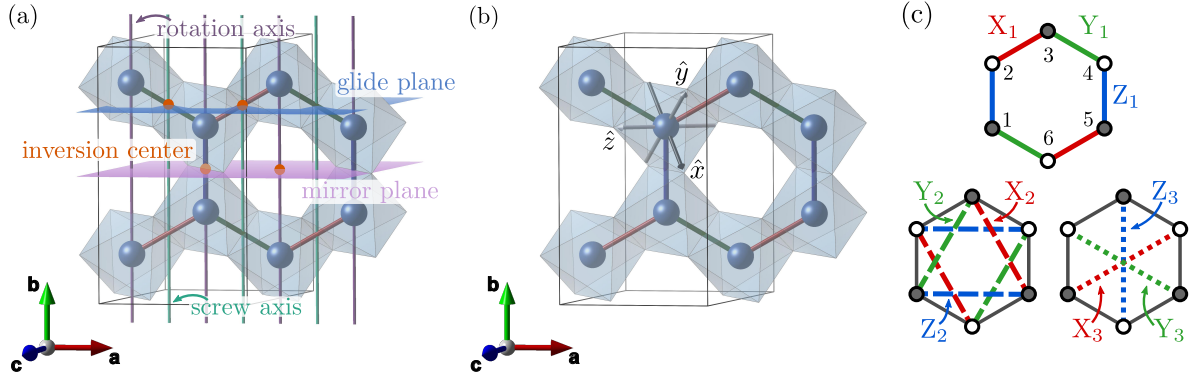 (a)
rotation axis
glide plane
inversion center
mirror plane
screw axis
b
c
a
(b)
ŷ
ẑ
x̂
b
c
a
(c)
X₁
Y₁
3
2
4
Z₁
1
5
6
Y₂
X₂
Z₃
Z₂
X₃
Y₃